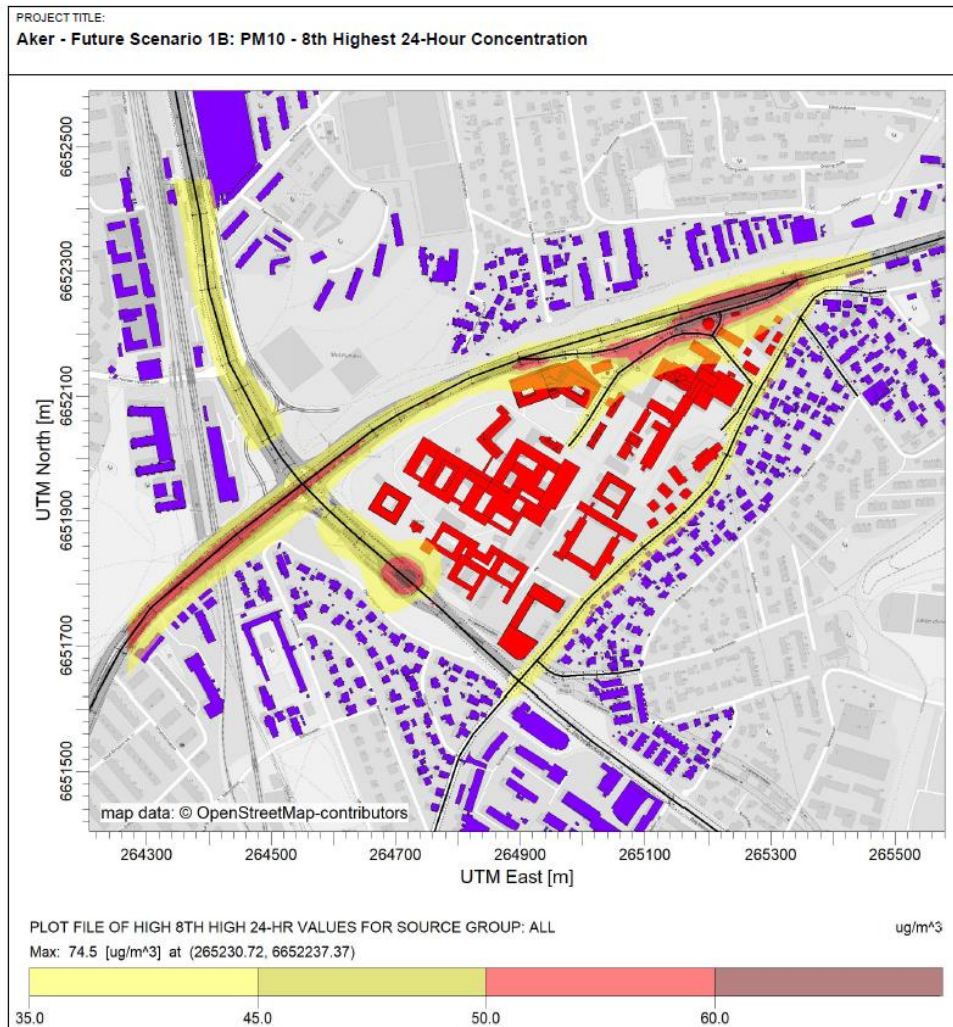 PROJECT TITLE:
Aker - Future Scenario 1B: PM10 - 8th Highest 24-Hour Concentration
UTM North [m]
6652500
6652300
6652100
6651900
6651700
6651500
map data: © OpenStreetMap-contributors
264300 264500 264700 264900 265100 265300 265500
UTM East [m]
PLOT FILE OF HIGH 8TH HIGH 24-HR VALUES FOR SOURCE GROUP: ALL ug/m^3
Max: 74.5 [ug/m^3] at (265230.72, 6652237.37)
35.0 45.0 50.0 60.0